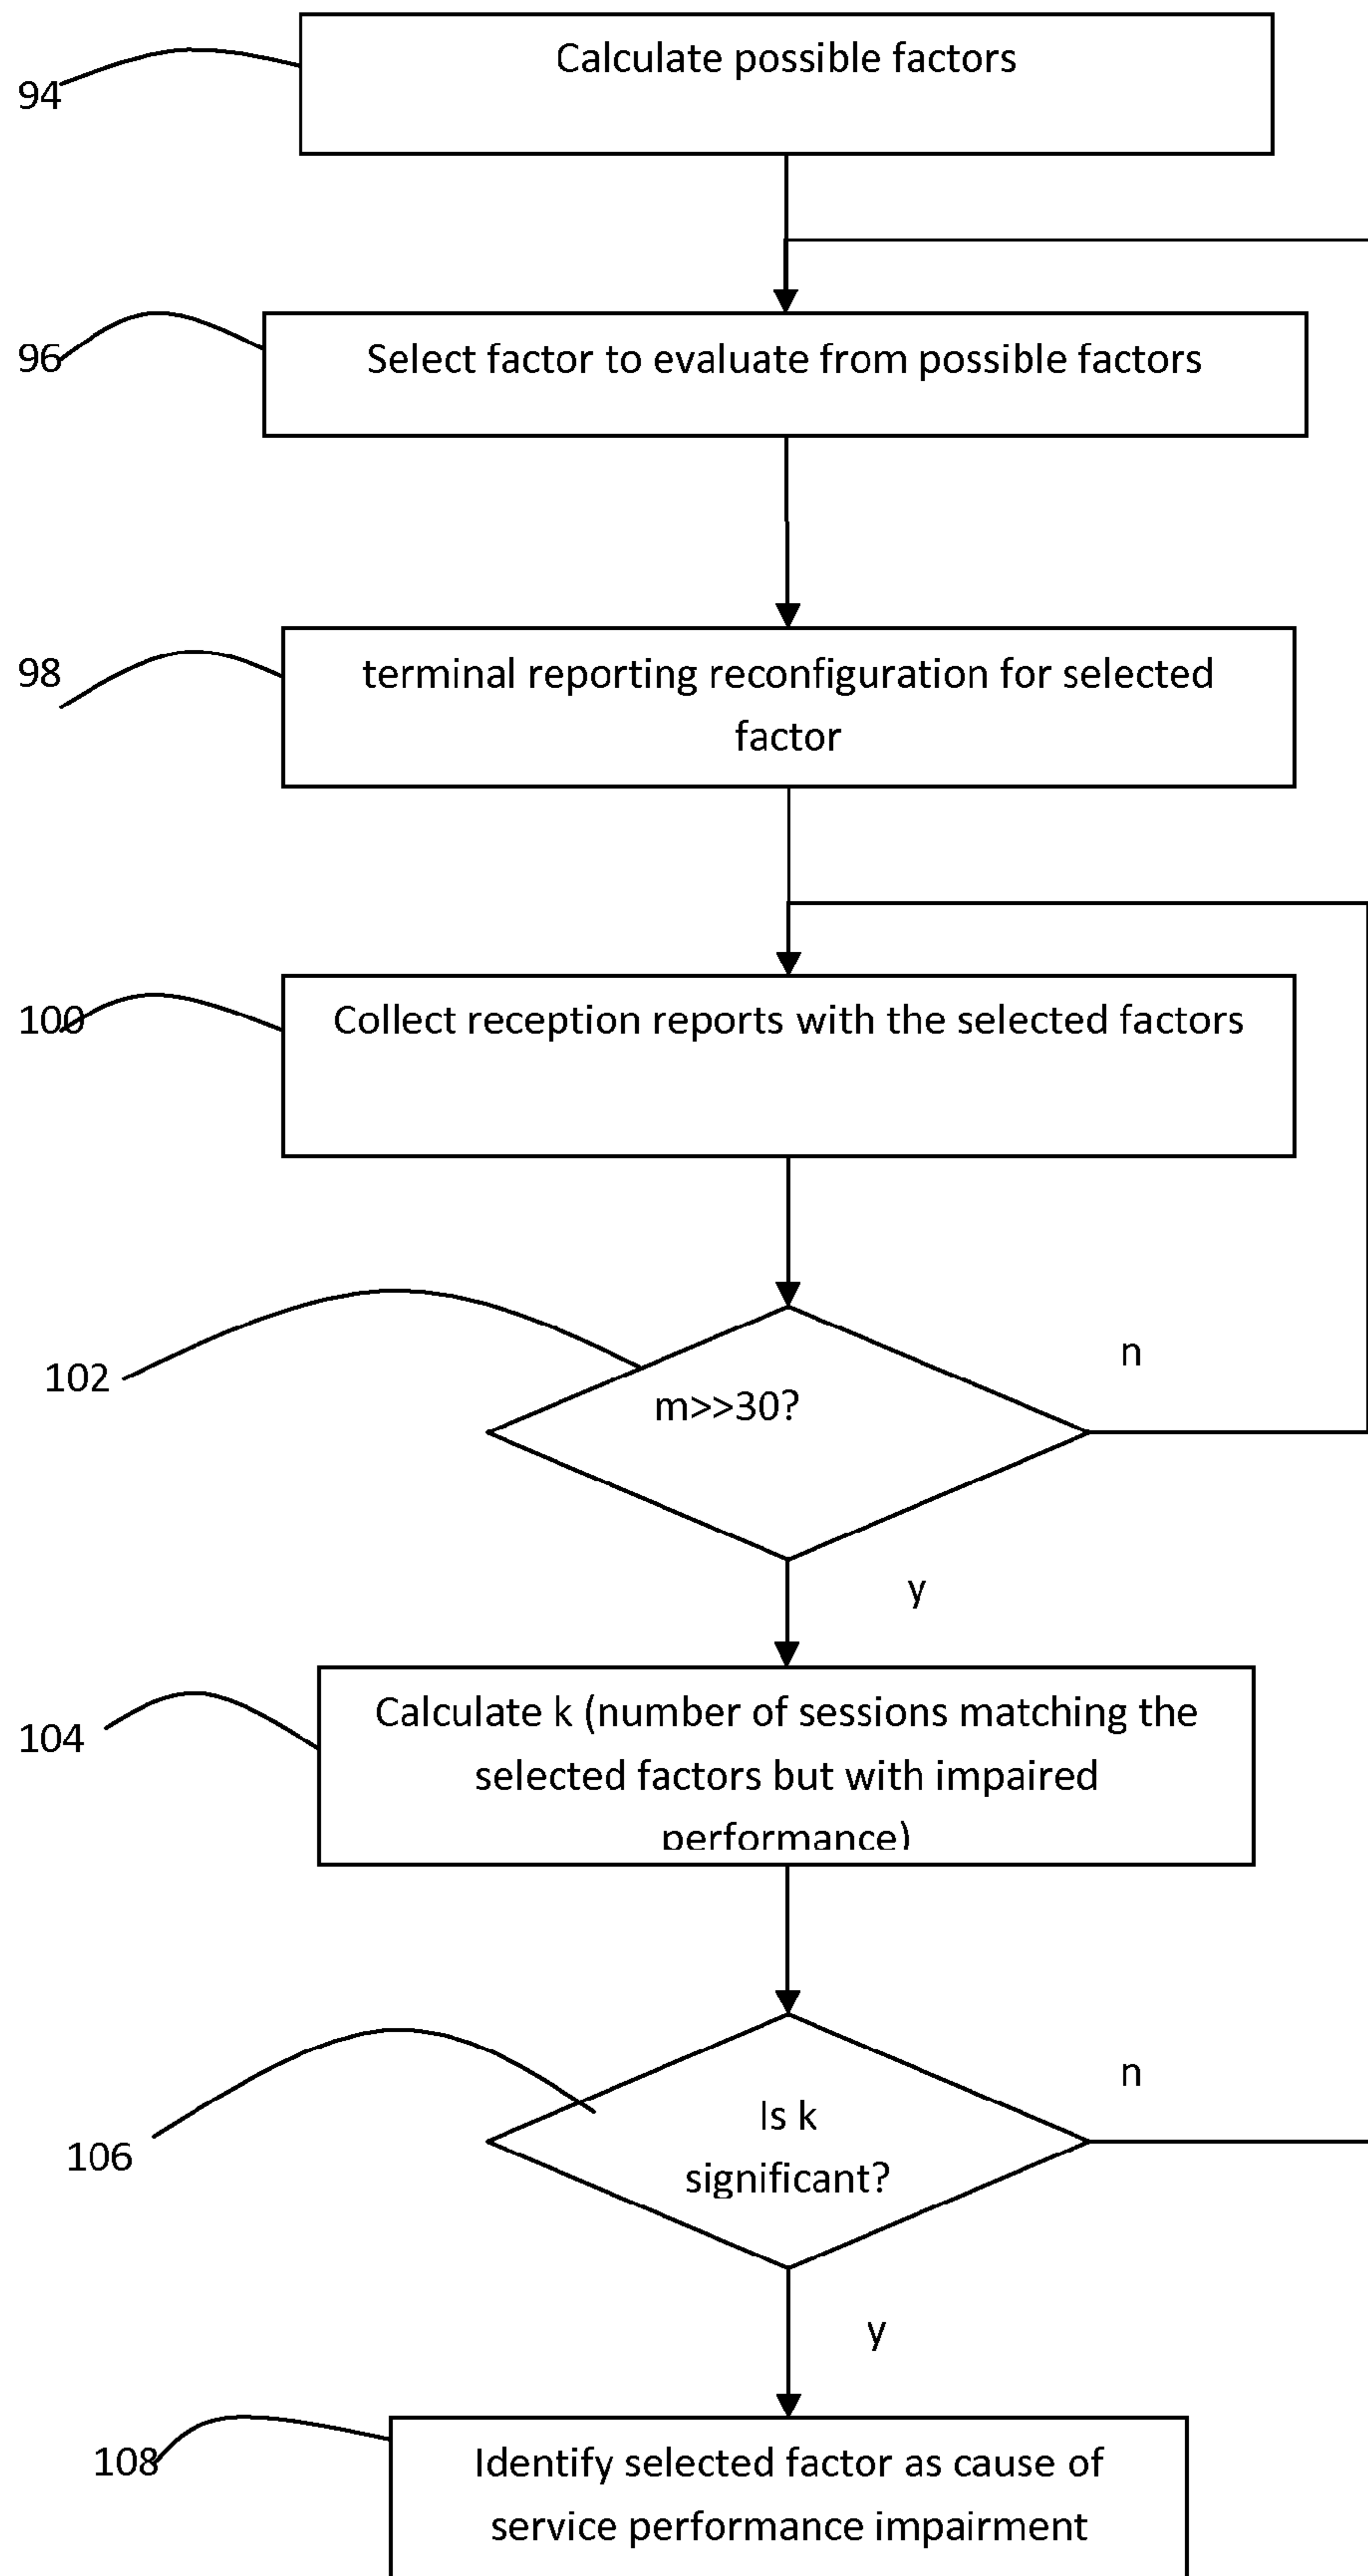 Calculate possible factors
94
Select factor to evaluate from possible factors
96
98
terminal reporting reconfiguration for selected
factor
100
Collect reception reports with the selected factors
n
102
m>>30?
y
Calculate k (number of sessions matching the
104
selected factors but with impaired
performance)
n
Is k
106
significant?
y
108
Identify selected factor as cause of
service performance impairment